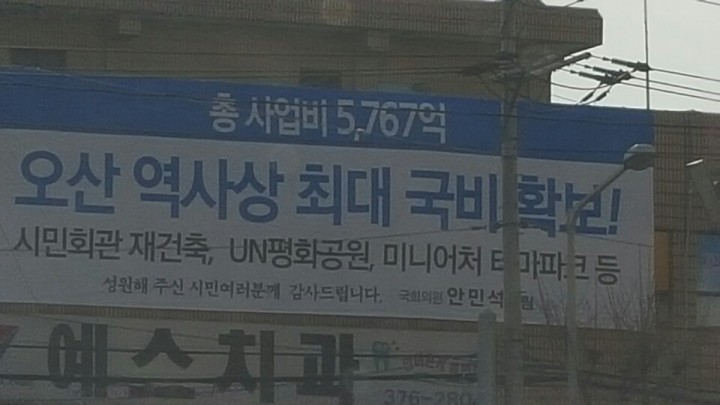 총 사업비 5,767억
오산 역사상 최대 국비 확보!
시민회관 재건축, UN평화공원, 미니어처 테마파크 등
성원해 주신 시민여러분께 감사드립니다. 국회의원 안민석
예스치과